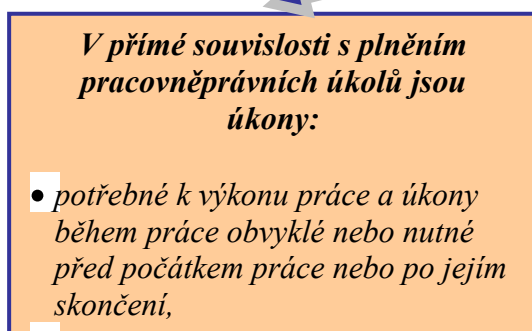 V přímé souvislosti s plněním
pracovněprávních úkolů jsou
úkony:
• potřebné k výkonu práce a úkony
během práce obvyklé nebo nutné
před počátkem práce nebo po jejím
skončení,